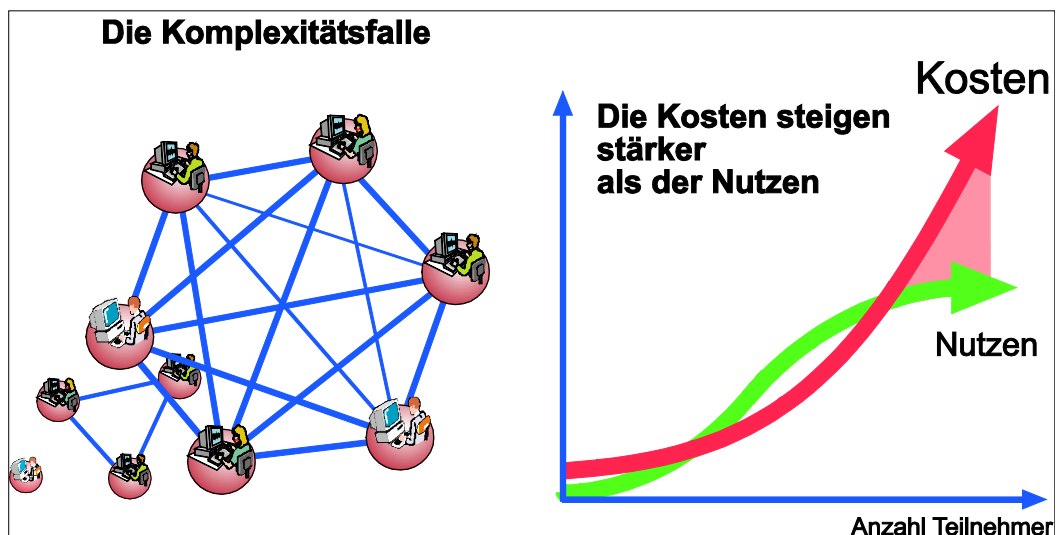 Die Komplexitätsfalle
Kosten
Die Kosten steigen
stärker
als der Nutzen
Nutzen
Anzahl Teilnehmer